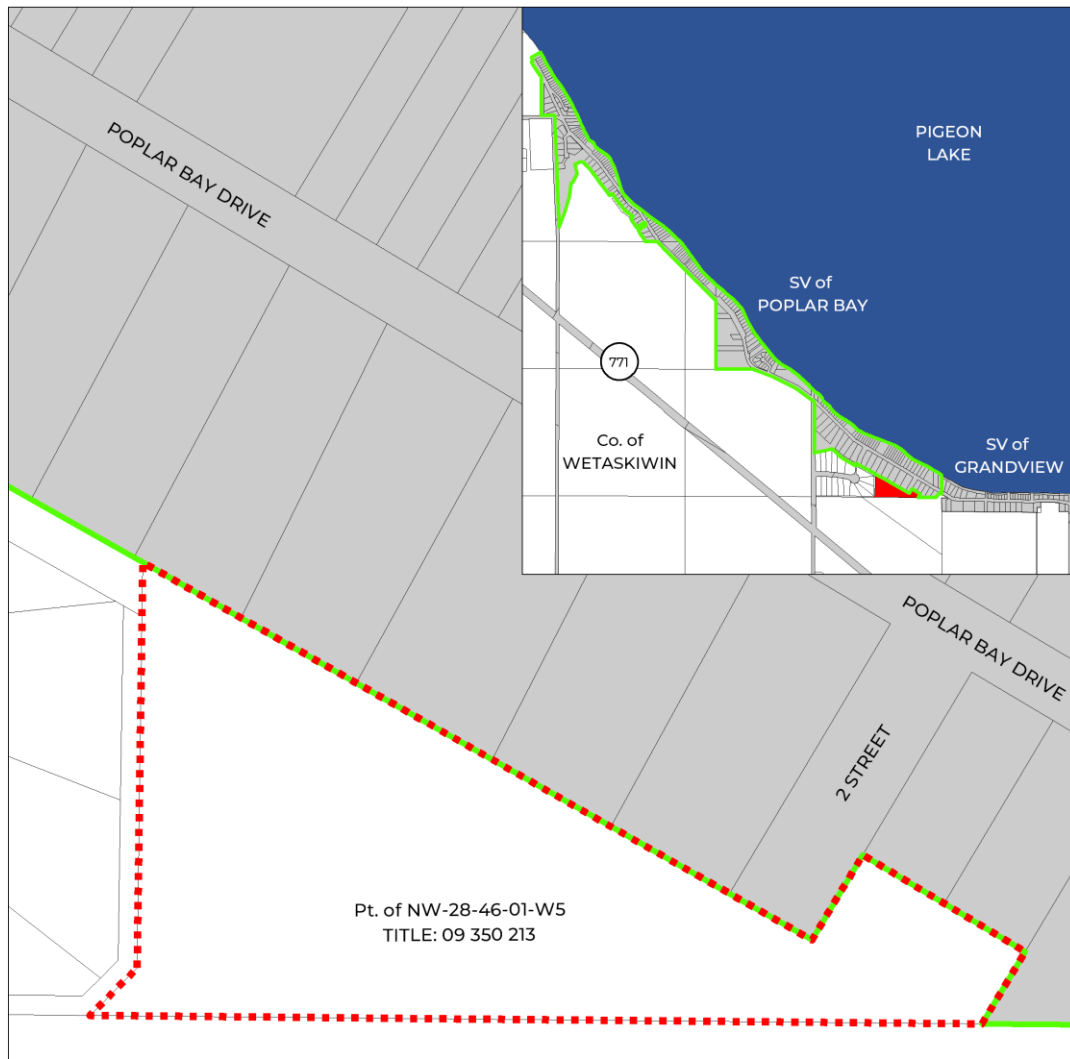 POPLAR BAY DRIVE
PIGEON
LAKE
SV of
POPLAR BAY
771
Co. of
WETASKIWIN
SV of
GRANDVIEW
POPLAR BAY DRIVE
2 STREET
Pt. of NW-28-46-01-W5
TITLE: 09 350 213